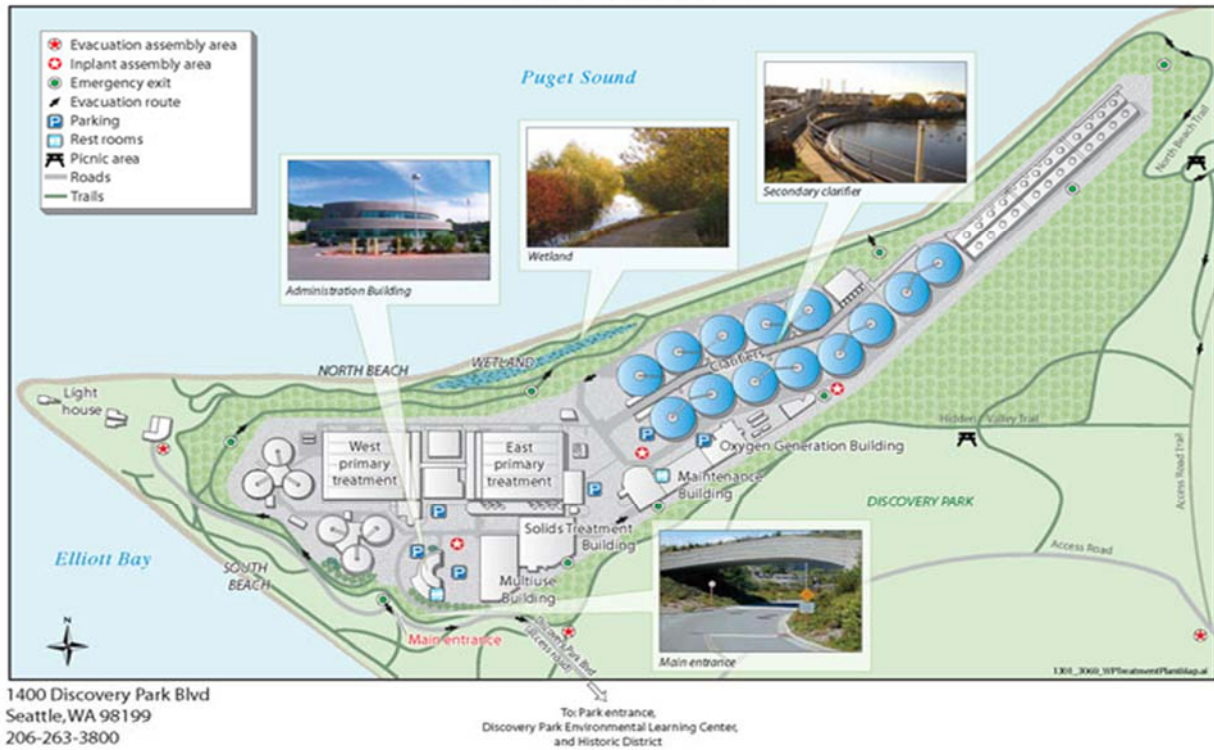 Evacuation assembly area
Inplant assembly area
Emergency exit
Evacuation route
P Parking
Rest rooms
Picnic area
Roads
Trails
Puget Sound
Administration Building
Wetland
Secondary clarifier
North Beach Trail
NORTH BEACH
WETLAND
Clarifiers
Light
house
West
primary
treatment
East
primary
treatment
P
P
Oxygen Generation Building
Maintenance
Building
P
Hidden Valley Trail
Access Road Trail
DISCOVERY PARK
Access Road
P
P
P
Solids Treatment
Building
Multiuse
Building
Elliott Bay
SOUTH
BEACH
N
Main entrance
Discovery Park Blvd
(access road)
Main entrance
1400 Discovery Park Blvd
Seattle, WA 98199
206-263-3800
To: Park entrance,
Discovery Park Environmental Learning Center,
and Historic District